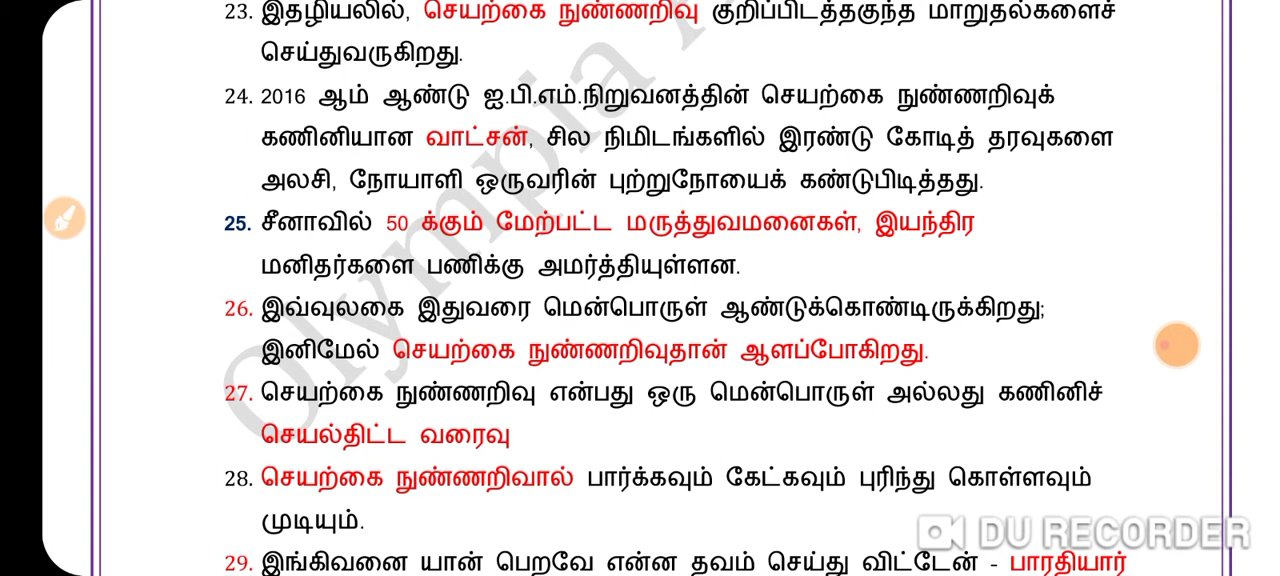 23. இதழியலில், செயற்கை நுண்ணறிவு குறிப்பிடத்தகுந்த மாறுதல்களைச்
செய்துவருகிறது.
24. 2016 ஆம் ஆண்டு ஐ.பி.எம்.நிறுவனத்தின் செயற்கை நுண்ணறிவுக்
கணினியான வாட்சன், சில நிமிடங்களில் இரண்டு கோடித் தரவுகளை
அலசி, நோயாளி ஒருவரின் புற்றுநோயைக் கண்டுபிடித்தது.
25. சீனாவில் 50 க்கும் மேற்பட்ட மருத்துவமனைகள், இயந்திர
மனிதர்களை பணிக்கு அமர்த்தியுள்ளன.
26. இவ்வுலகை இதுவரை மென்பொருள் ஆண்டுக்கொண்டிருக்கிறது;
இனிமேல் செயற்கை நுண்ணறிவுதான் ஆளப்போகிறது.
27. செயற்கை நுண்ணறிவு என்பது ஒரு மென்பொருள் அல்லது கணினிச்
செயல்திட்ட வரைவு
28. செயற்கை நுண்ணறிவால் பார்க்கவும் கேட்கவும் புரிந்து கொள்ளவும்
முடியும்.
29. இங்கிவனை யான் பெறவே என்ன தவம் செய்து விட்டேன் - பாரதியார்
Olympia
DU RECORDER